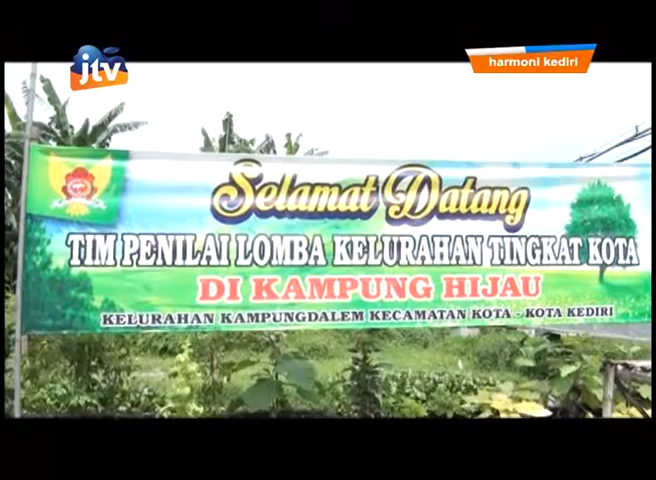 jtv
harmoni kediri
Selamat Datang
TIM PENILAI LOMBA KELURAHAN TINGKAT KOTA
DI KAMPUNG HIJAU
KELURAHAN KAMPUNGDALEM KECAMATAN KOTA - KOTA KEDIRI